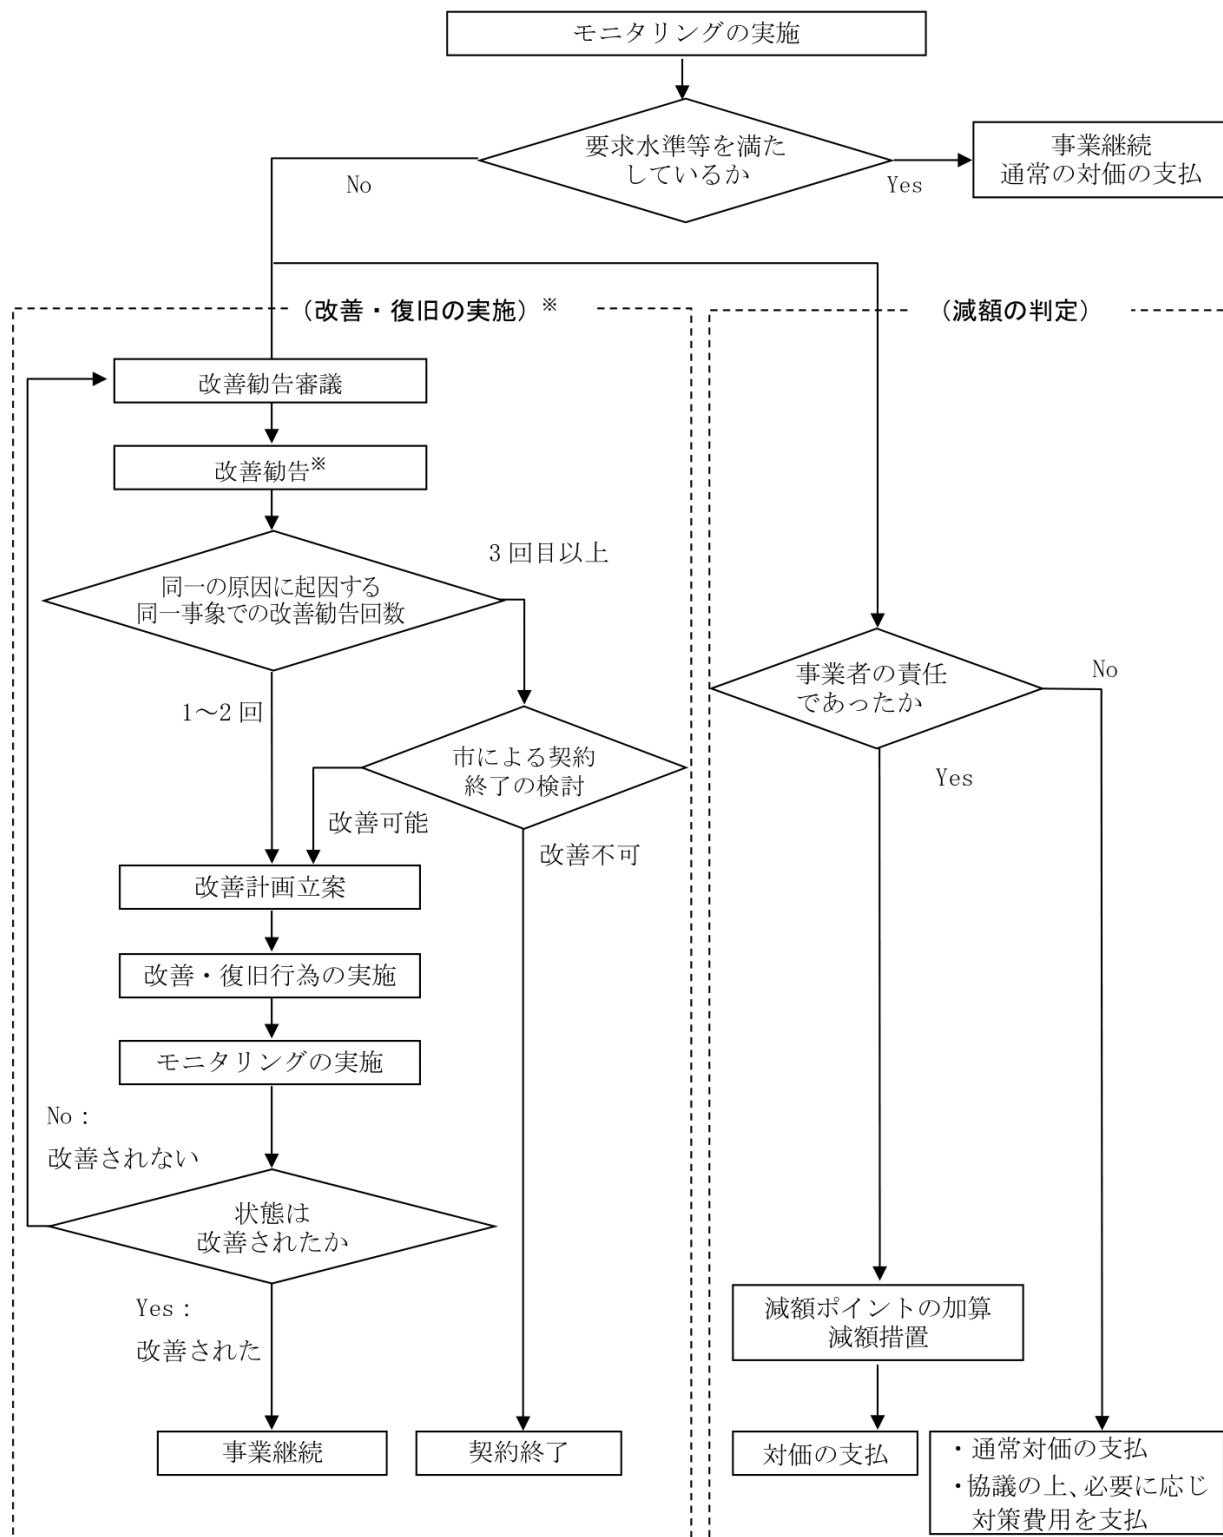 モニタリングの実施
要求水準等を満た
しているか
No
Yes
事業継続
通常の対価の支払
（改善・復旧の実施）※
（減額の判定）
改善勧告審議
改善勧告※
3回目以上
同一の原因に起因する
同一事象での改善勧告回数
1～2回
市による契約
終了の検討
改善可能
改善不可
改善計画立案
改善・復旧行為の実施
モニタリングの実施
No：
改善されない
状態は
改善されたか
Yes：
改善された
事業継続
契約終了
事業者の責任
であったか
No
Yes
減額ポイントの加算
減額措置
対価の支払
・通常対価の支払
・協議の上、必要に応じ
対策費用を支払